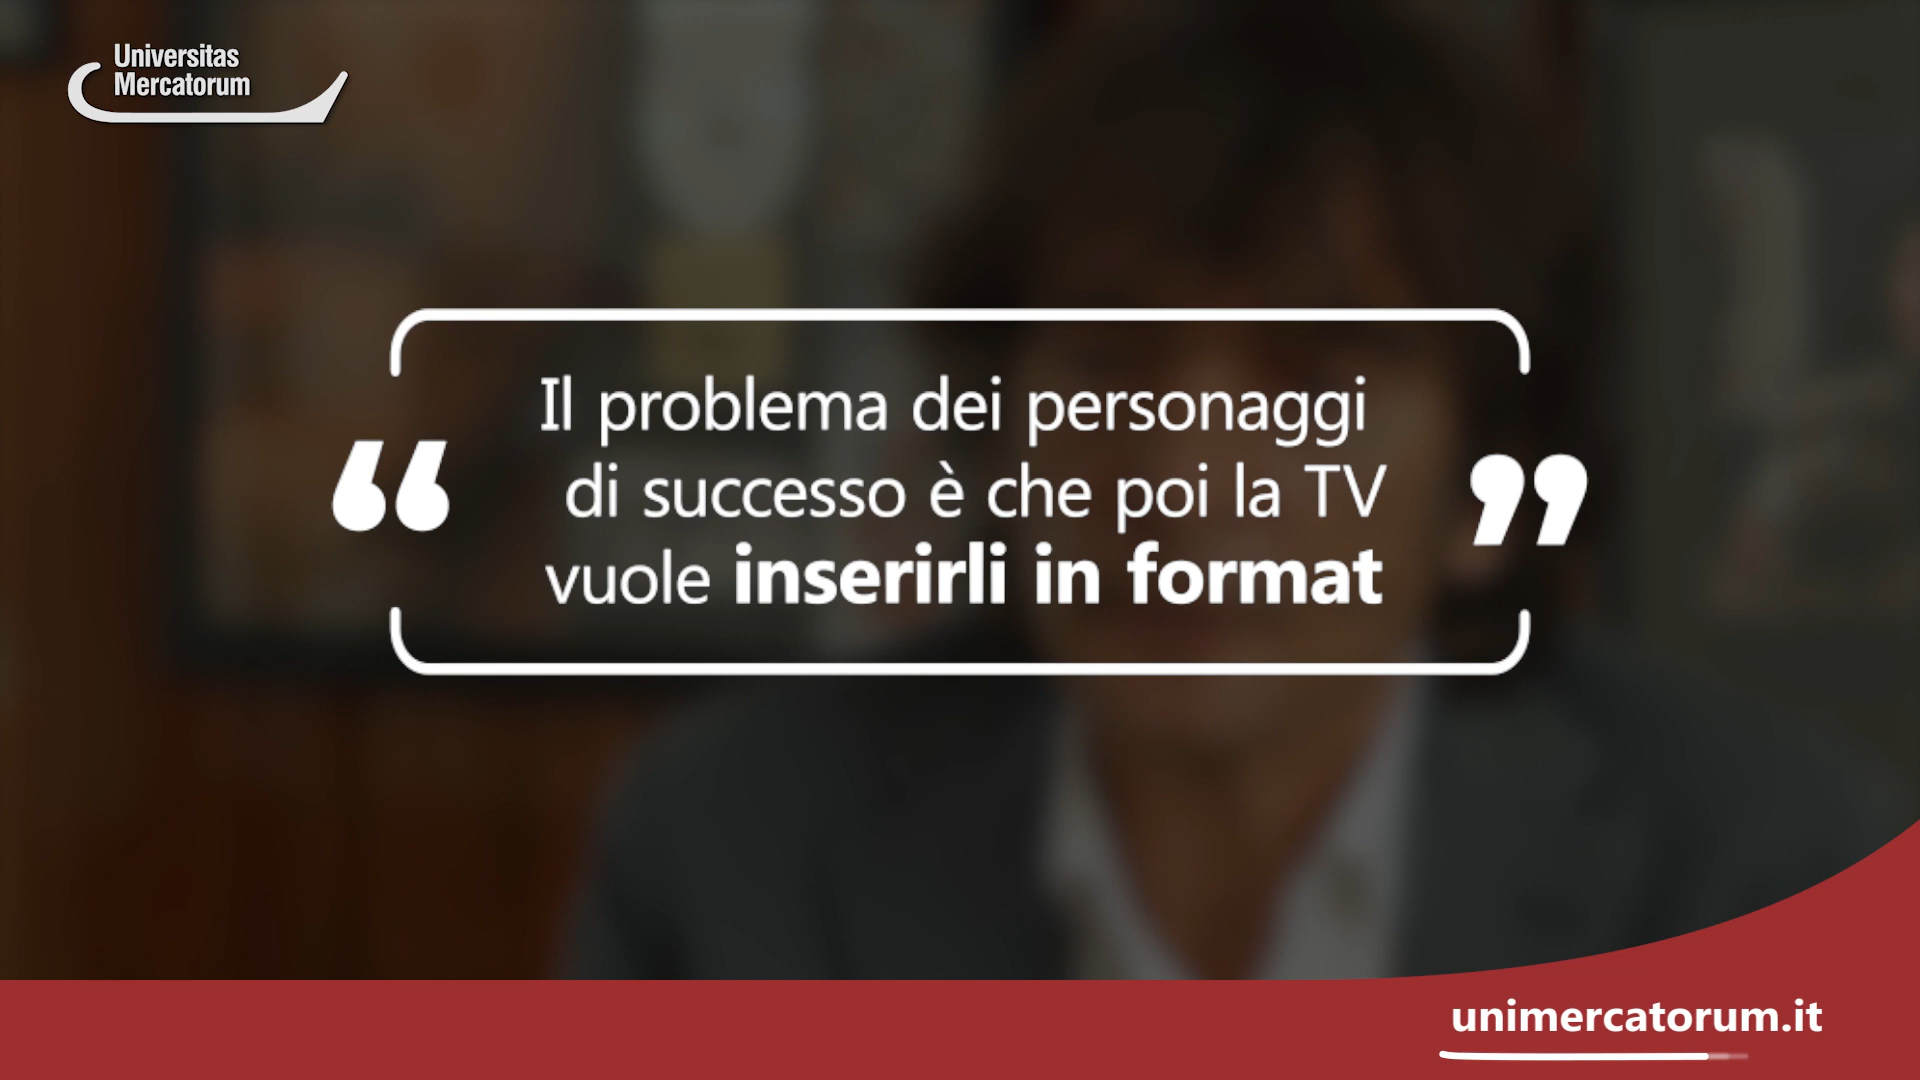 Universitas
Mercatorum
“ Il problema dei personaggi
di successo è che poi la TV
vuole inserirli in format ”
unimercatorum.it